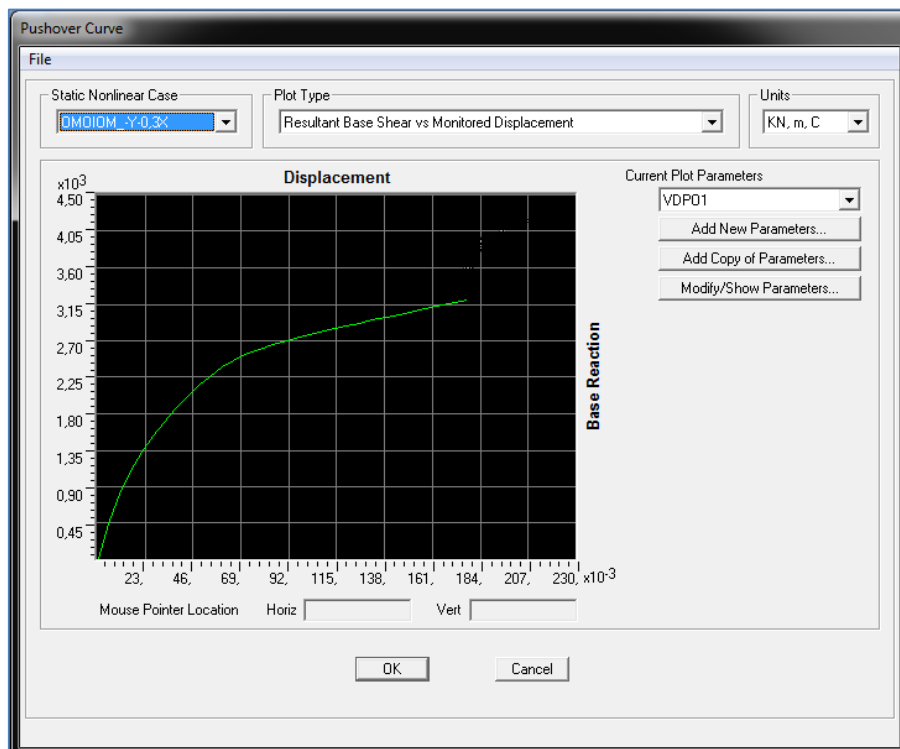 Pushover Curve
File
Static Nonlinear Case
OMOIOM_-Y-0,3X
Plot Type
Resultant Base Shear vs Monitored Displacement
Units
KN, m, C
Displacement
x10³
4,50
4,05
3,60
3,15
2,70
2,25
1,80
1,35
0,90
0,45
23, 46, 69, 92, 115, 138, 161, 184, 207, 230, x10⁻³
Base Reaction
Current Plot Parameters
VDPO1
Add New Parameters...
Add Copy of Parameters...
Modify/Show Parameters...
Mouse Pointer Location Horiz Vert
OK Cancel